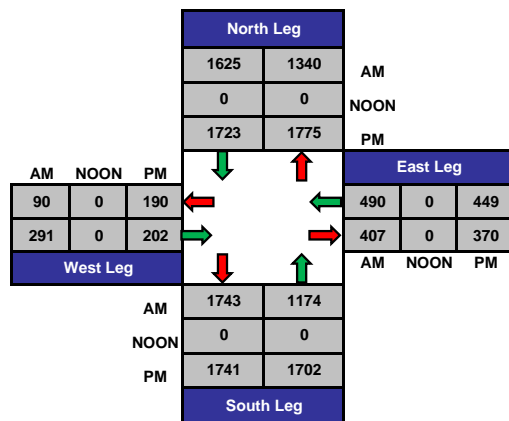 North Leg
1625 1340 AM
0 0 NOON
1723 1775 PM
AM NOON PM East Leg
90 0 190 490 0 449
291 0 202 407 0 370
West Leg AM NOON PM
AM 1743 1174
NOON 0 0
PM 1741 1702
South Leg